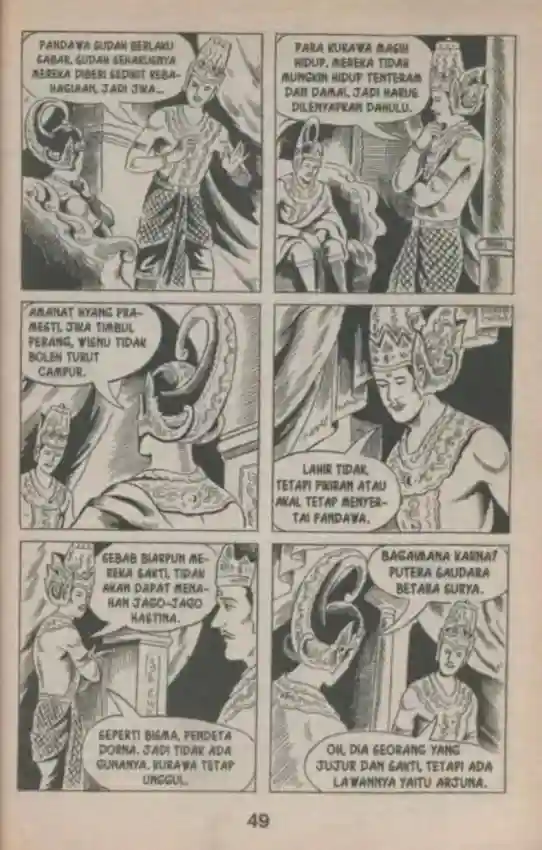 PANDAWA SUDAH BERLAKU
SABAR, SUDAH SEHARUSNYA
MEREKA DIBERI SEDIKIT KEBA-
HAGIAAN, JADI JIKA...
PARA KURAWA MASIH
HIDUP, MEREKA TIDAK
MUNGKIN HIDUP TENTERAM
DAN DAMAI, JADI HARUS
DILENYAPKAN DAHULU.
AMANAT HYANG PRA-
MESTI, JIKA TIMBUL
PERANG, WISNU TIDAK
BOLEH TURUT
CAMPUR.
LAHIR TIDAK,
TETAPI PIKIRAN ATAU
AKAL TETAP MENYER-
TAI PANDAWA.
SEBAB BIARPUN ME-
REKA SAKTI, TIDAK
AKAN DAPAT MENA-
HAN JAGO-JAGO
HASTINA.
SEPERTI BISMA, PENDETA
DORNA. JADI TIDAK ADA
GUNANYA. KURAWA TETAP
UNGGUL.
BAGAIMANA KARNA?
PUTERA SAUDARA
BETARA SURYA.
OH, DIA SEORANG YANG
JUJUR DAN SAKTI, TETAPI ADA
LAWANNYA YAITU ARJUNA.
49